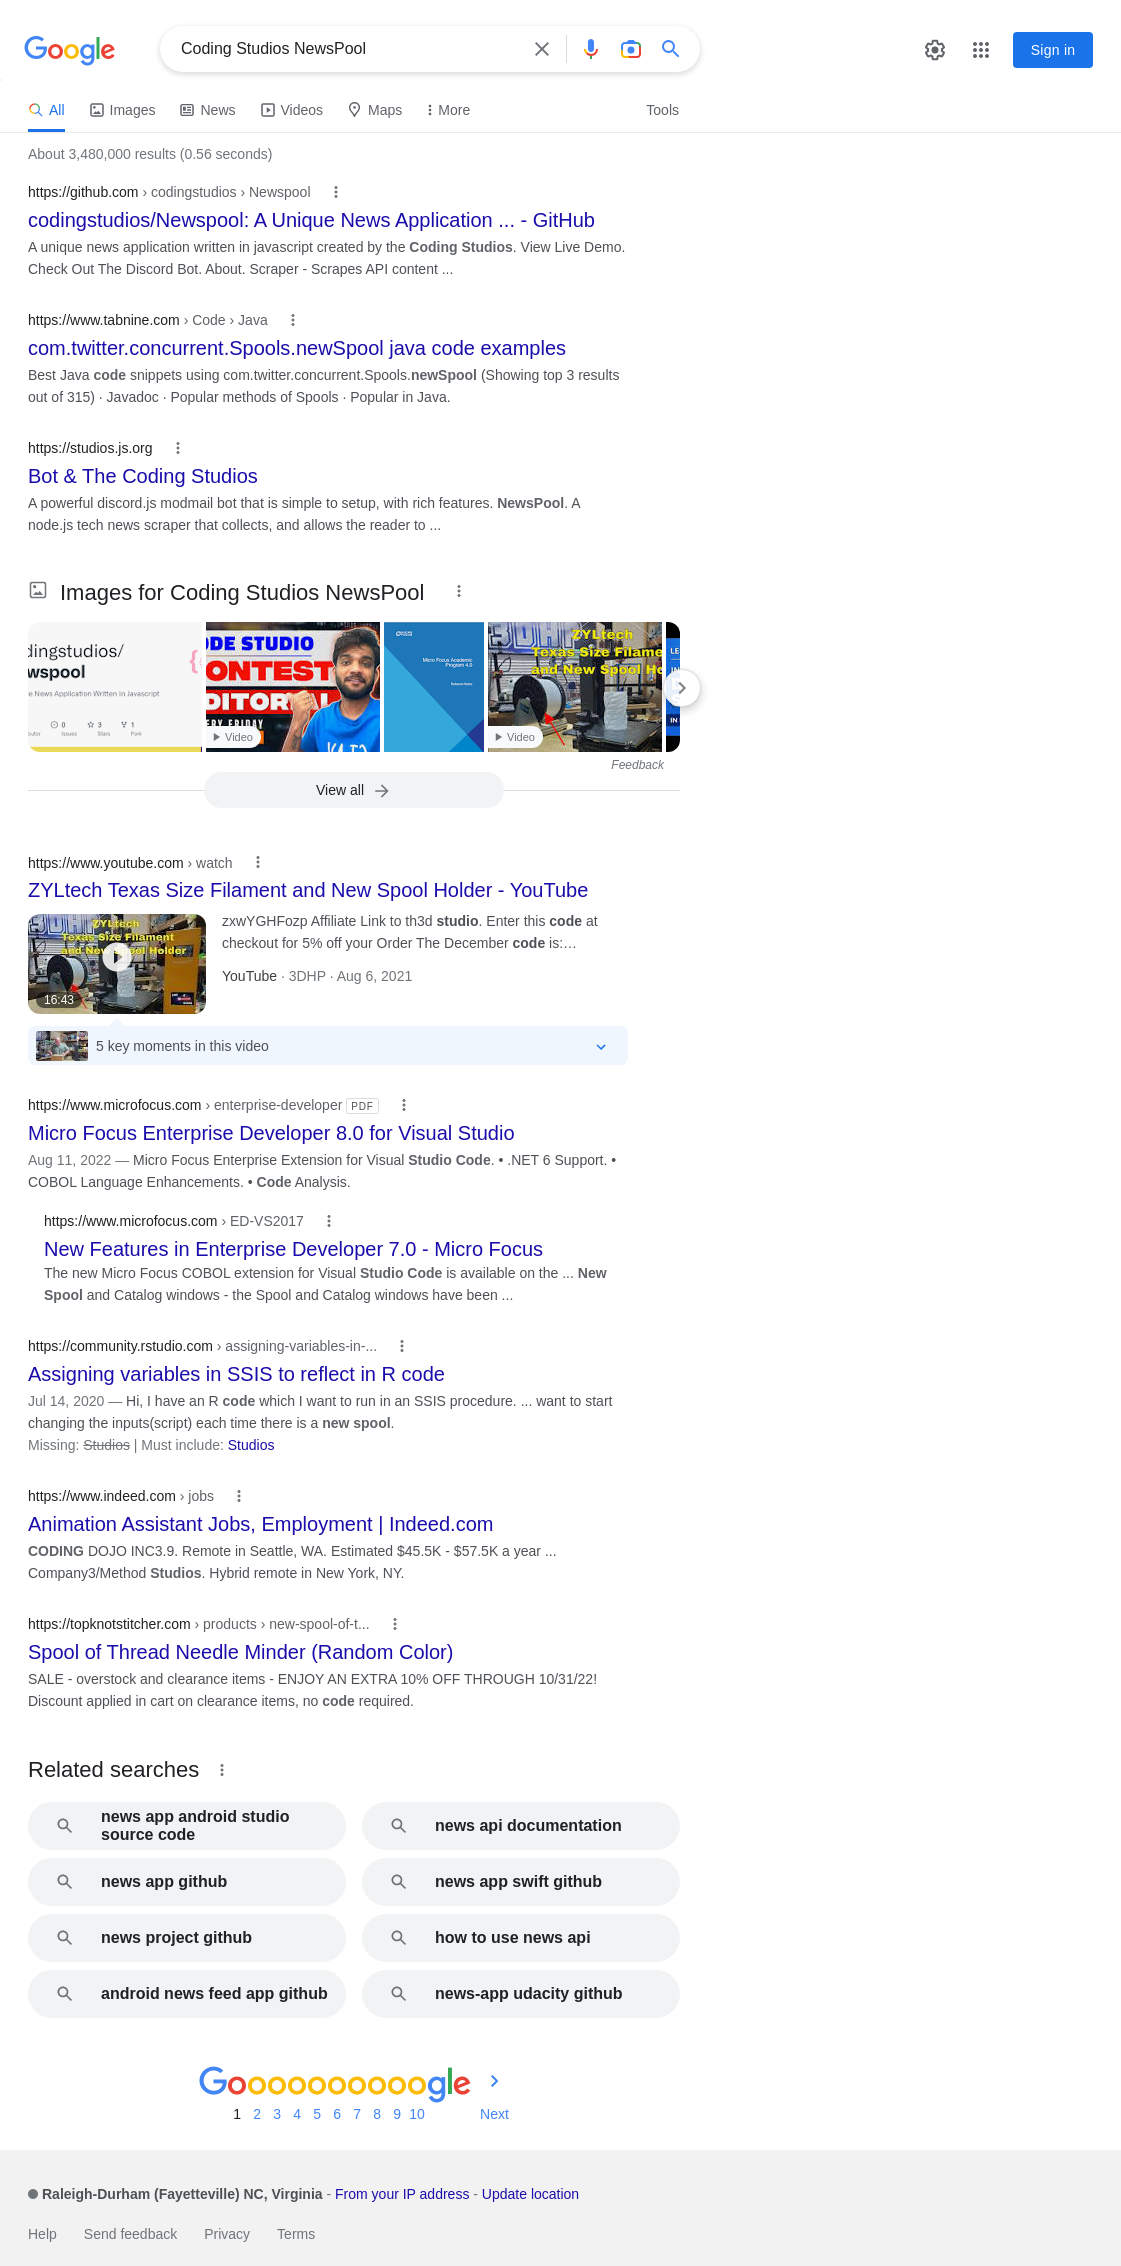 Google
Coding Studios NewsPool
Sign in
All
Images
News
Videos
Maps
More
Tools
About 3,480,000 results (0.56 seconds)
https://github.com › codingstudios › Newspool
codingstudios/Newspool: A Unique News Application ... - GitHub
A unique news application written in javascript created by the Coding Studios. View Live Demo.
Check Out The Discord Bot. About. Scraper - Scrapes API content ...
https://www.tabnine.com › Code › Java
com.twitter.concurrent.Spools.newSpool java code examples
Best Java code snippets using com.twitter.concurrent.Spools.newSpool (Showing top 3 results
out of 315) · Javadoc · Popular methods of Spools · Popular in Java.
https://studios.js.org
Bot & The Coding Studios
A powerful discord.js modmail bot that is simple to setup, with rich features. NewsPool. A
node.js tech news scraper that collects, and allows the reader to ...
Images for Coding Studios NewsPool
dingstudios/
wspool
e News Application Written In Javascript
0
3
1
Issues
Stars
Fork
ODE STUDIO
ONTEST
DITORIAL
RY FRIDAY
Video
Micro Focus Academic
Program 4.0
Release Notes
ZYLtech
Texas Size Filame
and New Spool Ho
Video
LE
IN
IN
Feedback
View all
https://www.youtube.com › watch
ZYLtech Texas Size Filament and New Spool Holder - YouTube
ZYLtech
Texas Size Filament
and New Spool Holder
16:43
zxwYGHFozp Affiliate Link to th3d studio. Enter this code at
checkout for 5% off your Order The December code is:...
YouTube · 3DHP · Aug 6, 2021
5 key moments in this video
https://www.microfocus.com › enterprise-developer PDF
Micro Focus Enterprise Developer 8.0 for Visual Studio
Aug 11, 2022 — Micro Focus Enterprise Extension for Visual Studio Code. • .NET 6 Support. •
COBOL Language Enhancements. • Code Analysis.
https://www.microfocus.com › ED-VS2017
New Features in Enterprise Developer 7.0 - Micro Focus
The new Micro Focus COBOL extension for Visual Studio Code is available on the ... New
Spool and Catalog windows - the Spool and Catalog windows have been ...
https://community.rstudio.com › assigning-variables-in-...
Assigning variables in SSIS to reflect in R code
Jul 14, 2020 — Hi, I have an R code which I want to run in an SSIS procedure. ... want to start
changing the inputs(script) each time there is a new spool.
Missing: Studios | Must include: Studios
https://www.indeed.com › jobs
Animation Assistant Jobs, Employment | Indeed.com
CODING DOJO INC3.9. Remote in Seattle, WA. Estimated $45.5K - $57.5K a year ...
Company3/Method Studios. Hybrid remote in New York, NY.
https://topknotstitcher.com › products › new-spool-of-t...
Spool of Thread Needle Minder (Random Color)
SALE - overstock and clearance items - ENJOY AN EXTRA 10% OFF THROUGH 10/31/22!
Discount applied in cart on clearance items, no code required.
Related searches
news app android studio
source code
news api documentation
news app github
news app swift github
news project github
how to use news api
android news feed app github
news-app udacity github
Goooooooooogle
1 2 3 4 5 6 7 8 9 10 Next
Raleigh-Durham (Fayetteville) NC, Virginia - From your IP address - Update location
Help Send feedback Privacy Terms